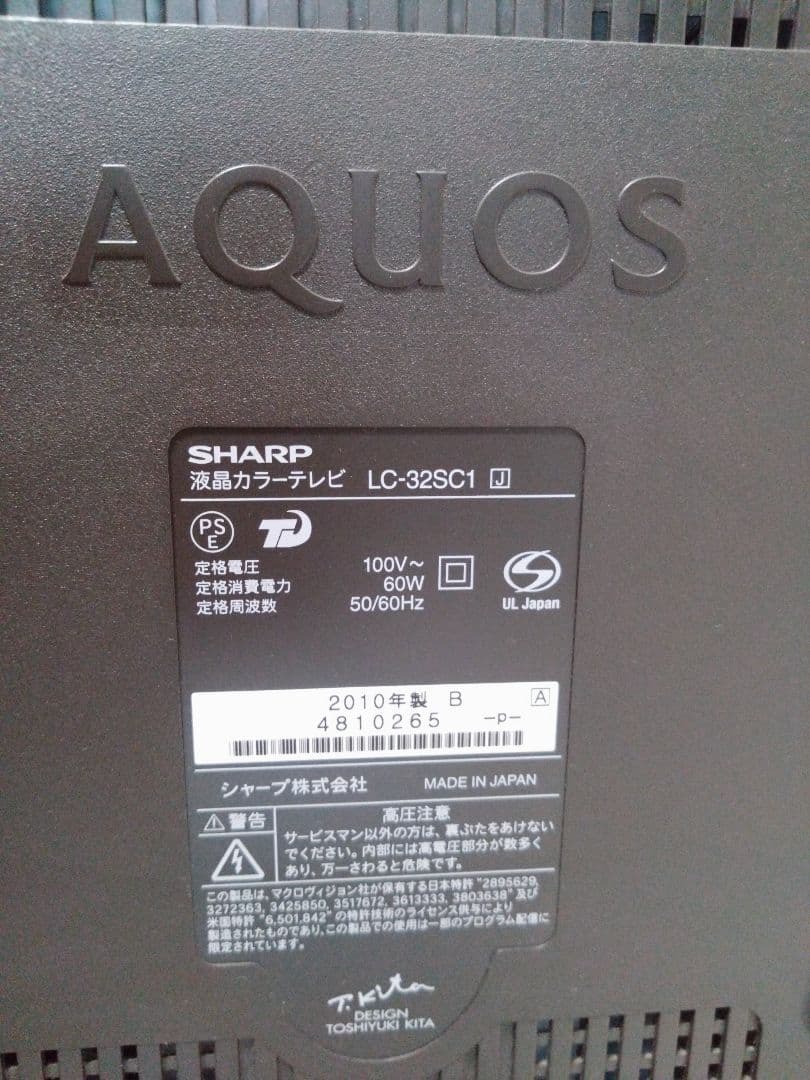 AQUOS
SHARP
液晶カラーテレビ LC-32SC1 J
PS
E
定格電圧 100V～
定格消費電力 60W
定格周波数 50/60Hz
UL Japan
2010年製 B A
4810265 -p-
シャープ株式会社 MADE IN JAPAN
警告
高圧注意
サービスマン以外の方は、裏ぶたをあけない
でください。内部には高電圧部分が数多く
あり、万一さわると危険です。
この製品は、マクロヴィジョン社が保有する日本特許 "2895629,
3272363, 3425850, 3517672, 3613333, 3803638" 及び
米国特許 "6,501,842" の特許技術のライセンス供与により
製造されたものであり、この製品での使用は一部のプログラム配信に
限定されています。
T. Kita
DESIGN
TOSHIYUKI KITA